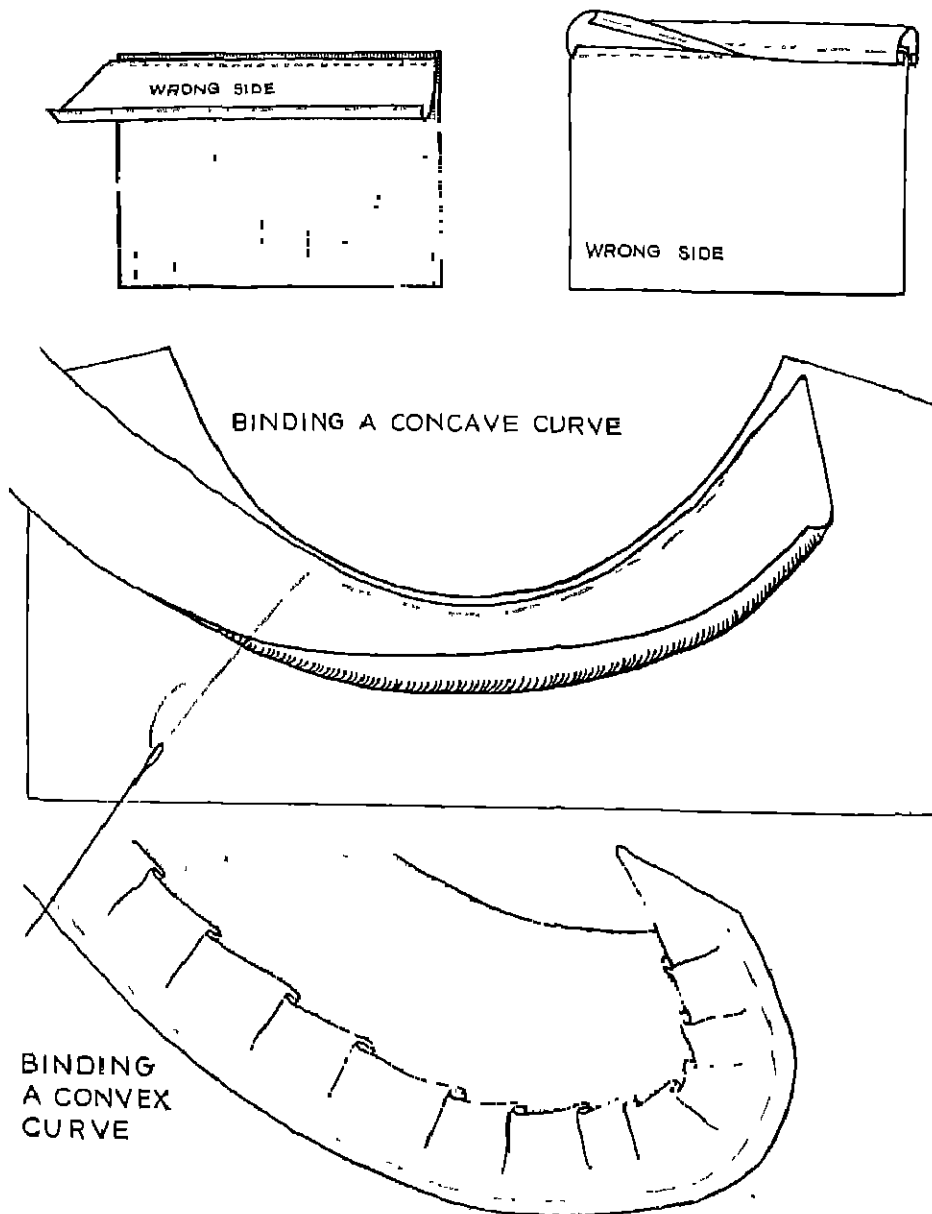 WRONG SIDE
WRONG SIDE
BINDING A CONCAVE CURVE
BINDING
A CONVEX
CURVE